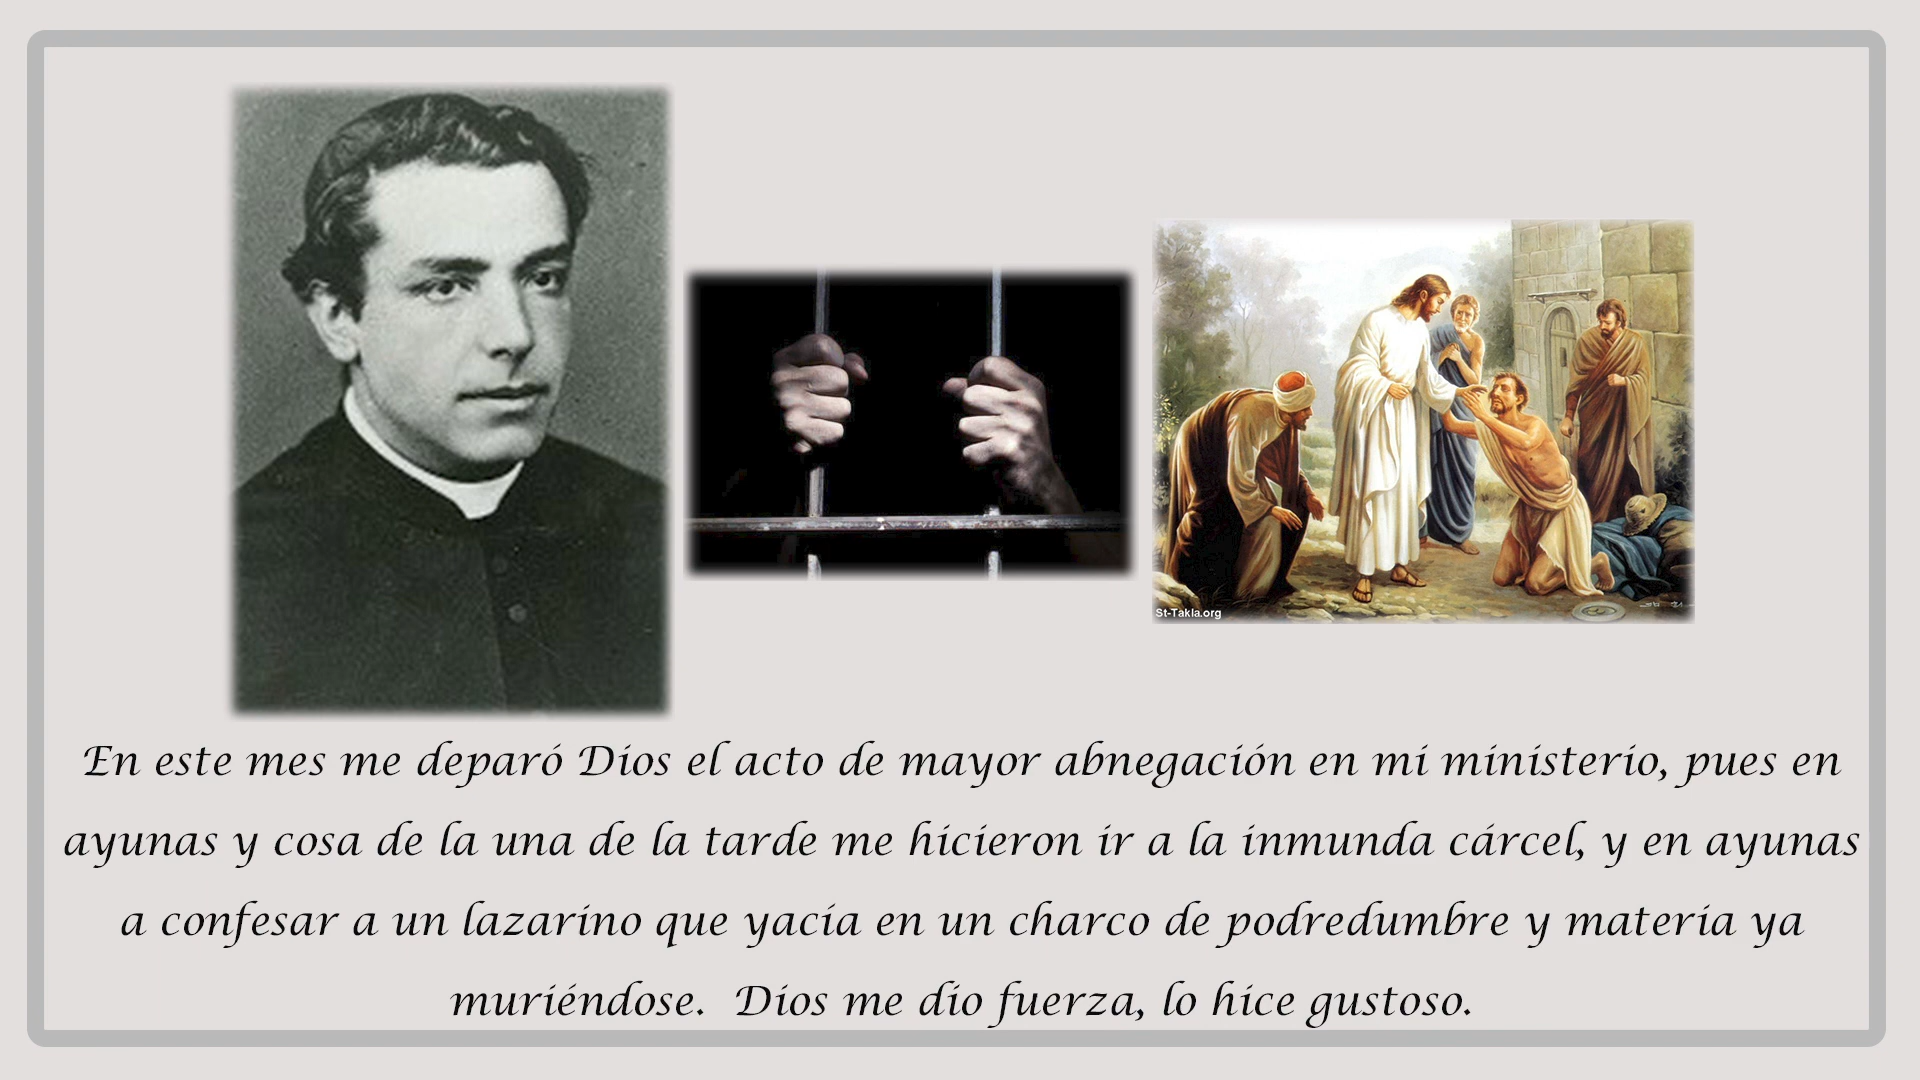 St-Takla.org
En este mes me deparó Dios el acto de mayor abnegación en mi ministerio, pues en
ayunas y cosa de la una de la tarde me hicieron ir a la inmunda cárcel, y en ayunas
a confesar a un lazarino que yacía en un charco de podredumbre y materia ya
muriéndose.  Dios me dio fuerza, lo hice gustoso.